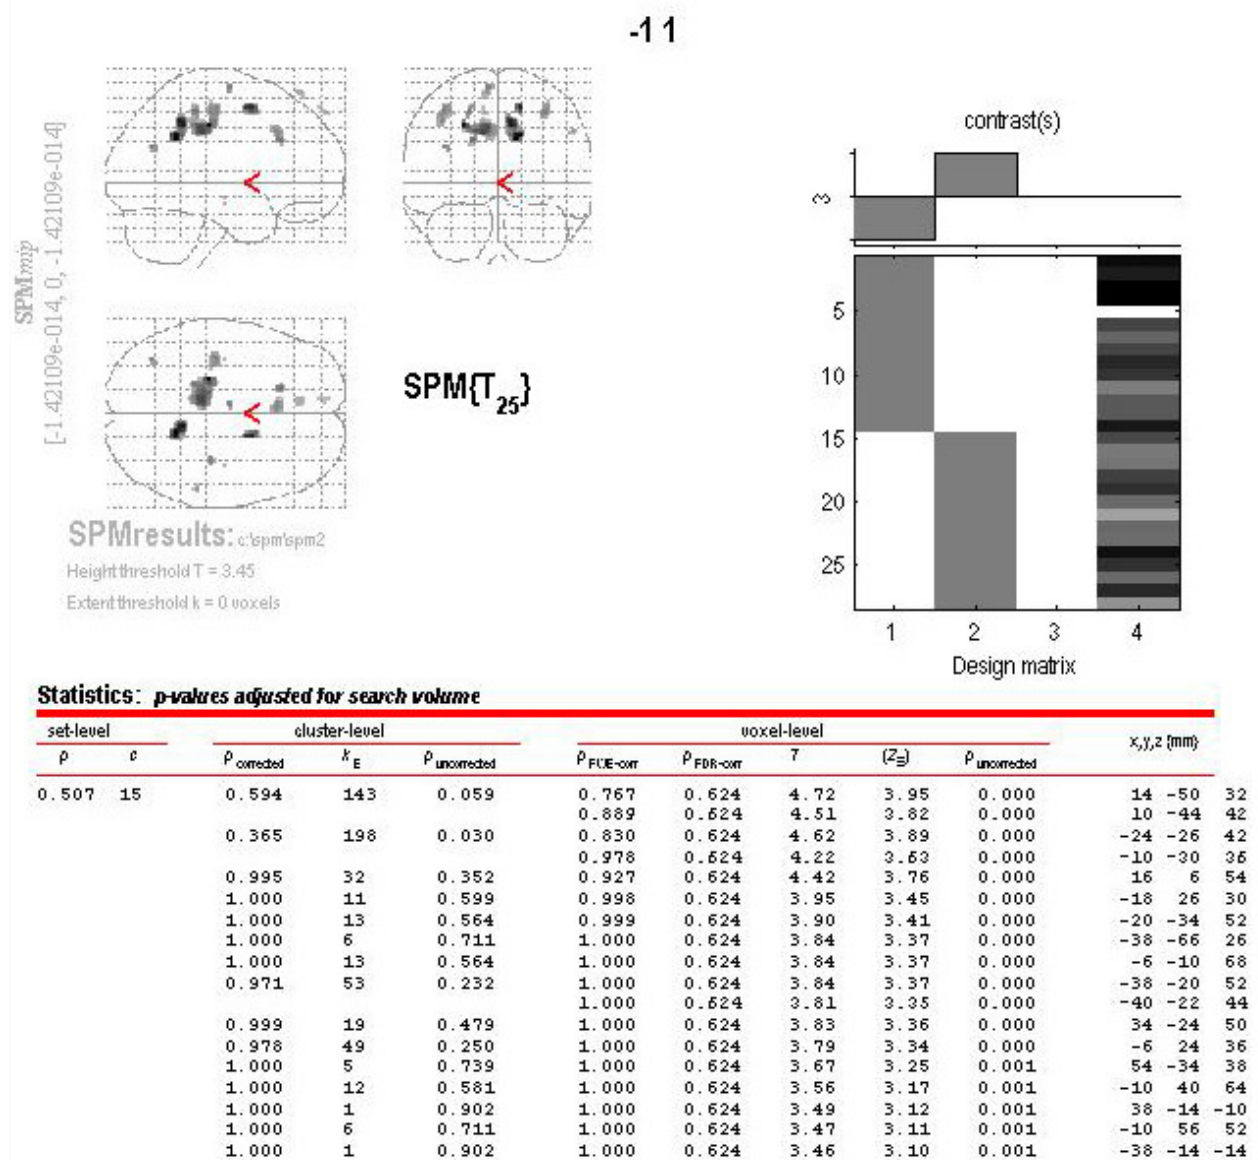 -1 1
SPMmip
[-1.42109e-014, 0, -1.42109e-014]
SPM{T25}
SPMresults: c:\spm\spm2
Height threshold T = 3.45
Extent threshold k = 0 voxels
contrast(s)
3
5
10
15
20
25
1 2 3 4
Design matrix
Statistics: p-values adjusted for search volume
set-level cluster-level voxel-level x,y,z {mm}
p c p corrected k E p uncorrected p FWE-corr p FDR-corr T (Z≡) p uncorrected
0.507 15 0.594 143 0.059 0.767 0.624 4.72 3.95 0.000 14 -50 32
0.889 0.624 4.51 3.82 0.000 10 -44 42
0.365 198 0.030 0.830 0.624 4.62 3.89 0.000 -24 -26 42
0.978 0.624 4.22 3.63 0.000 -10 -30 36
0.995 32 0.352 0.927 0.624 4.42 3.76 0.000 16 6 54
1.000 11 0.599 0.998 0.624 3.95 3.45 0.000 -18 26 30
1.000 13 0.564 0.999 0.624 3.90 3.41 0.000 -20 -34 52
1.000 6 0.711 1.000 0.624 3.84 3.37 0.000 -38 -66 26
1.000 13 0.564 1.000 0.624 3.84 3.37 0.000 -6 -10 68
0.971 53 0.232 1.000 0.624 3.84 3.37 0.000 -38 -20 52
1.000 0.624 3.81 3.35 0.000 -40 -22 44
0.999 19 0.479 1.000 0.624 3.83 3.36 0.000 34 -24 50
0.978 49 0.250 1.000 0.624 3.79 3.34 0.000 -6 24 36
1.000 5 0.739 1.000 0.624 3.67 3.25 0.001 54 -34 38
1.000 12 0.581 1.000 0.624 3.56 3.17 0.001 -10 40 64
1.000 1 0.902 1.000 0.624 3.49 3.12 0.001 38 -14 -10
1.000 6 0.711 1.000 0.624 3.47 3.11 0.001 -10 56 52
1.000 1 0.902 1.000 0.624 3.46 3.10 0.001 -38 -14 -14